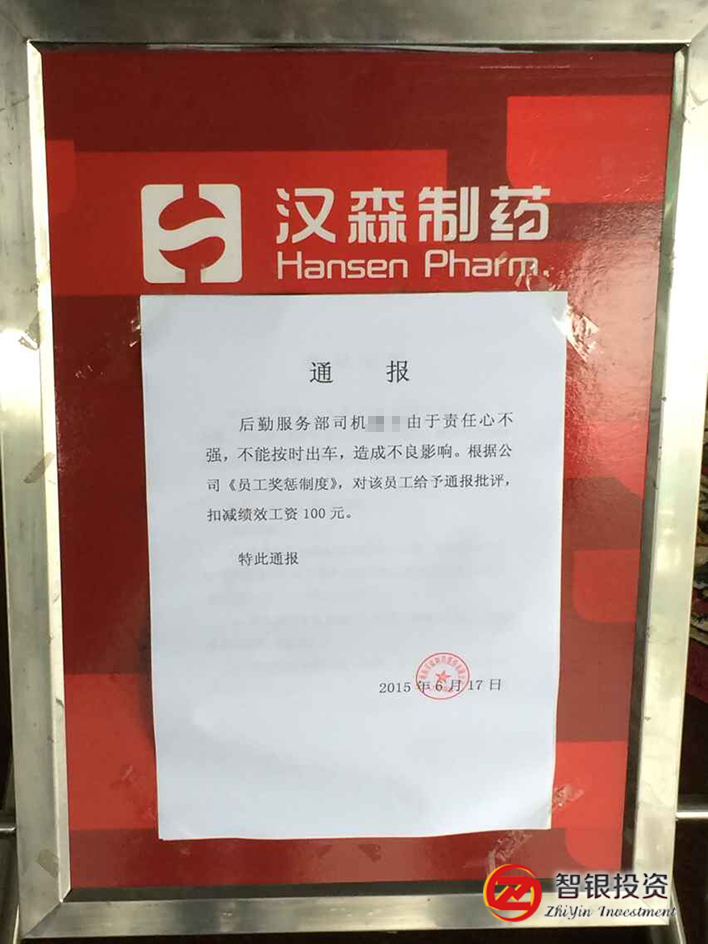 汉森制药
Hansen Pharm.
通 报
后勤服务部司机 由于责任心不
强，不能按时出车，造成不良影响。根据公
司《员工奖惩制度》，对该员工给予通报批评，
扣减绩效工资100元。
特此通报
2015年6月17日
智银投资
ZhiYin Investment